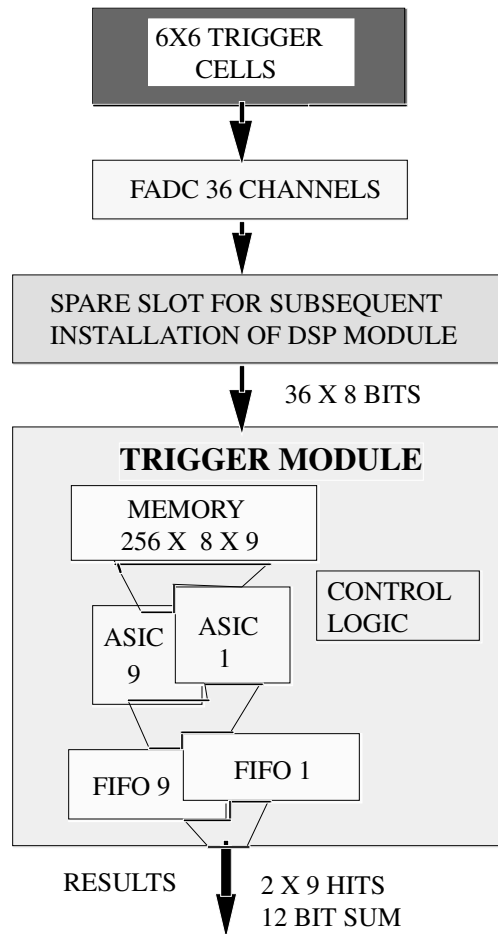 6X6 TRIGGER
CELLS
FADC 36 CHANNELS
SPARE SLOT FOR SUBSEQUENT
INSTALLATION OF DSP MODULE
36 X 8 BITS
TRIGGER MODULE
MEMORY
256 X 8 X 9
CONTROL
LOGIC
ASIC
9
ASIC
1
FIFO 9
FIFO 1
RESULTS
2 X 9 HITS
12 BIT SUM